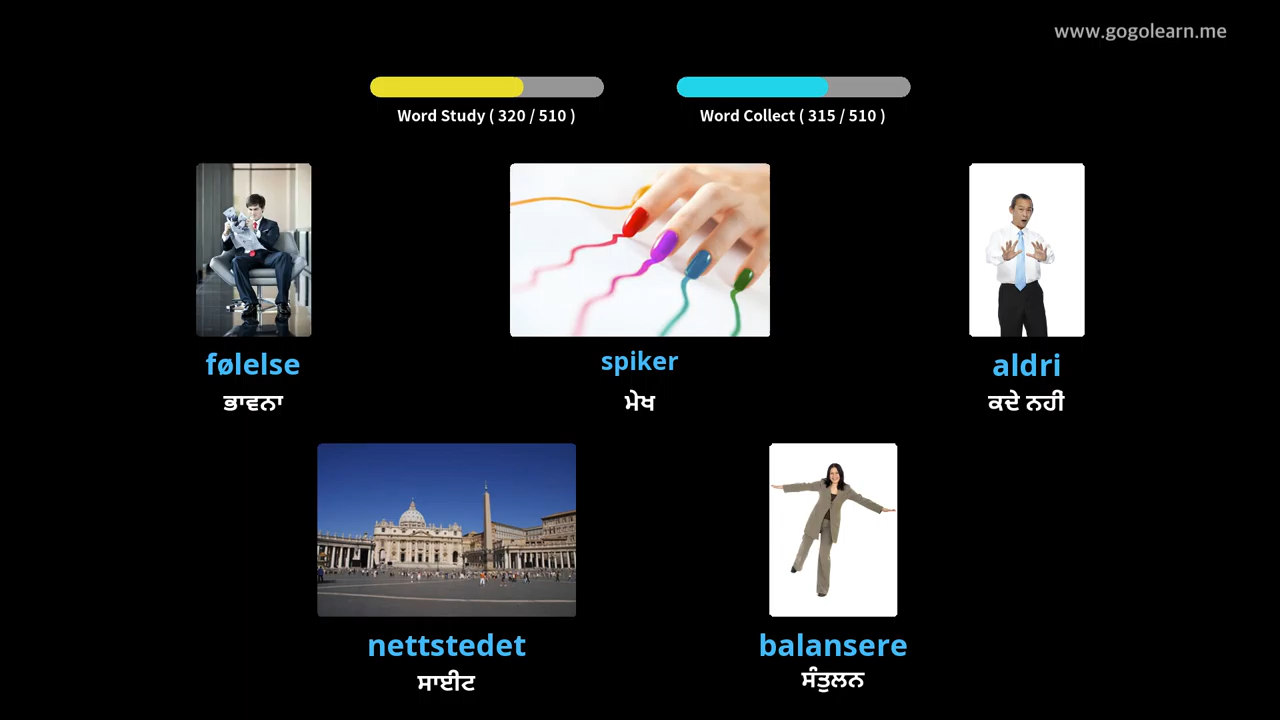 www.gogolearn.me
Word Study ( 320 / 510 )
Word Collect ( 315 / 510 )
følelse
ਭਾਵਨਾ
spiker
ਮੇਖ
aldri
ਕਦੇ ਨਹੀਂ
nettstedet
ਸਾਈਟ
balansere
ਸੰਤੁਲਨ